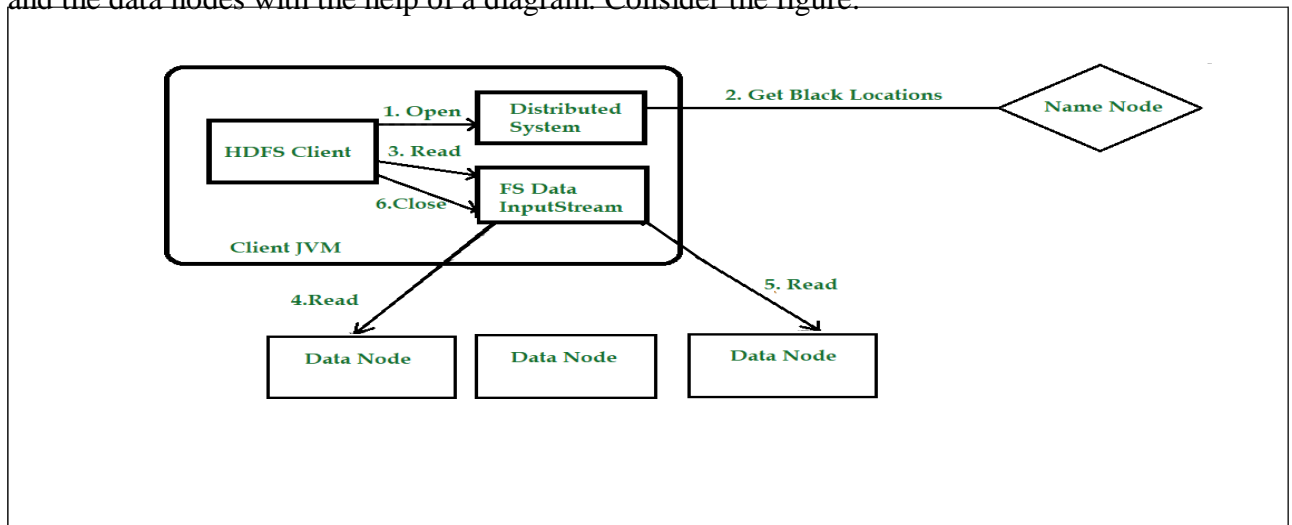 and the data nodes with the help of a diagram. Consider the figure:
2. Get Black Locations
1. Open
Distributed
System
Name Node
HDFS Client
3. Read
FS Data
InputStream
6.Close
Client JVM
4.Read
5. Read
Data Node
Data Node
Data Node